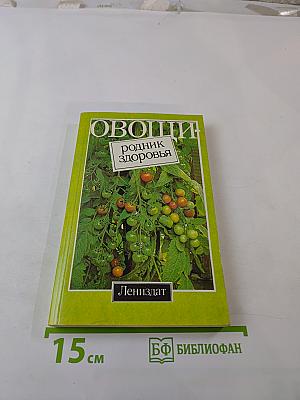 ОВОЩИ-
родник
здоровья
Лениздат
15 см
БФ БИБЛИОФАН